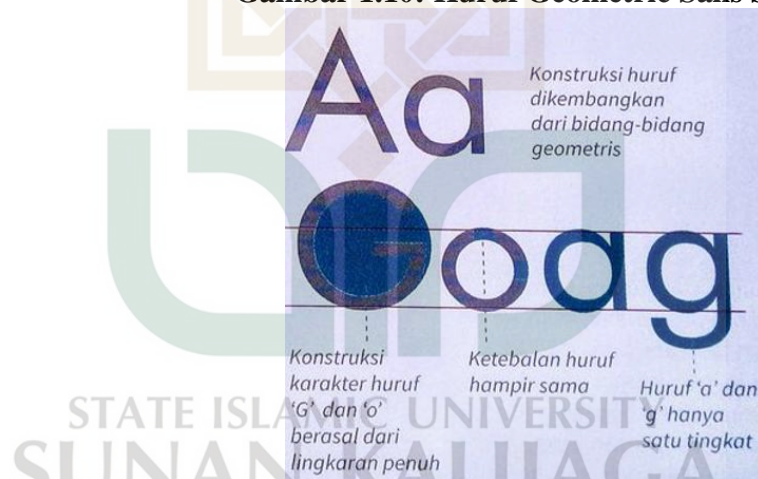 Gambar 1.10: Huruf Geometric Sans s
Aa
Konstruksi huruf
dikembangkan
dari bidang-bidang
geometris
Goag
Konstruksi
karakter huruf
'G' dan 'o'
berasal dari
lingkaran penuh
Ketebalan huruf
hampir sama
Huruf 'a' dan
'g' hanya
satu tingkat
STATE ISLAMIC UNIVERSITY
SUNAN KALIJAGA